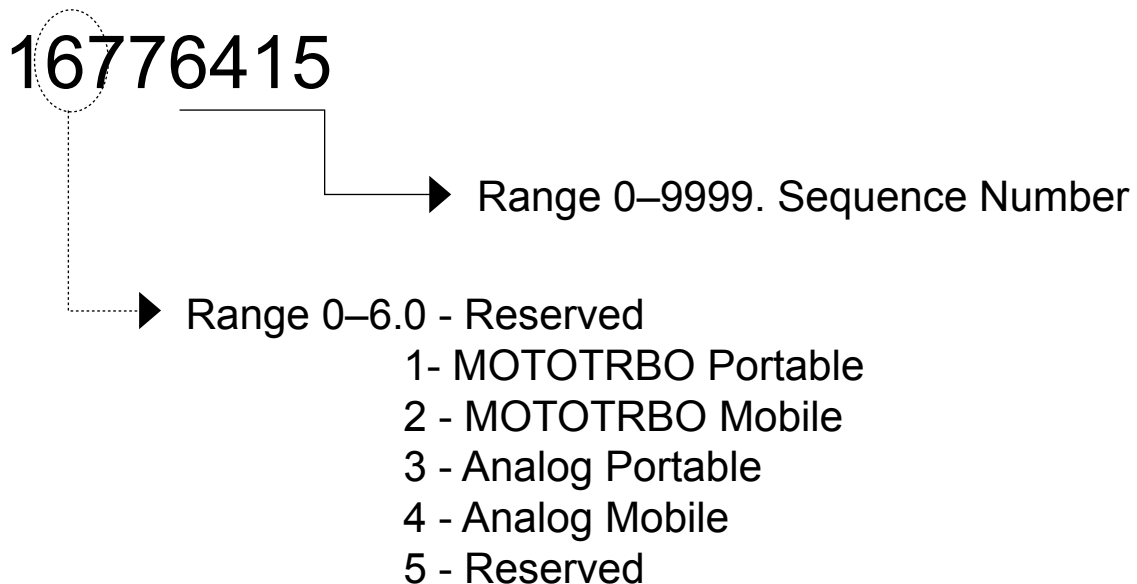 16776415
Range 0–9999. Sequence Number
Range 0–6.0 - Reserved
1- MOTOTRBO Portable
2 - MOTOTRBO Mobile
3 - Analog Portable
4 - Analog Mobile
5 - Reserved